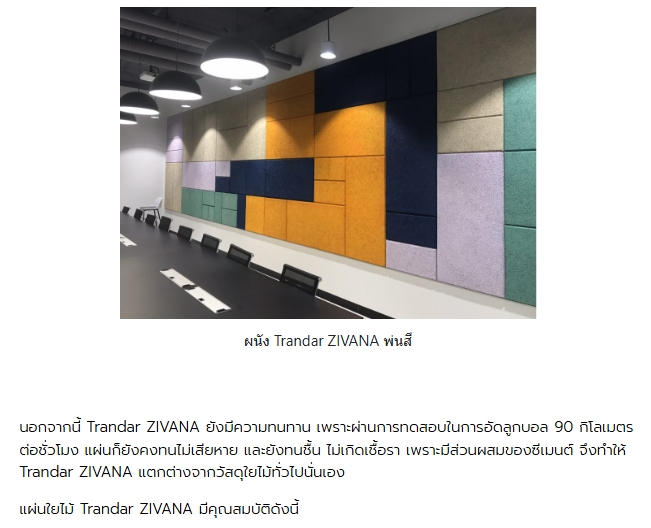 ผนัง Trandar ZIVANA พ่นสี
นอกจากนี้ Trandar ZIVANA ยังมีความทนทาน เพราะผ่านการทดสอบในการอัดลูกบอล 90 กิโลเมตร
ต่อชั่วโมง แผ่นก็ยังคงทนไม่เสียหาย และยังทนชื้น ไม่เกิดเชื้อรา เพราะมีส่วนผสมของซีเมนต์ จึงทำให้
Trandar ZIVANA แตกต่างจากวัสดุใยไม้ทั่วไปนั่นเอง
แผ่นใยไม้ Trandar ZIVANA มีคุณสมบัติดังนี้